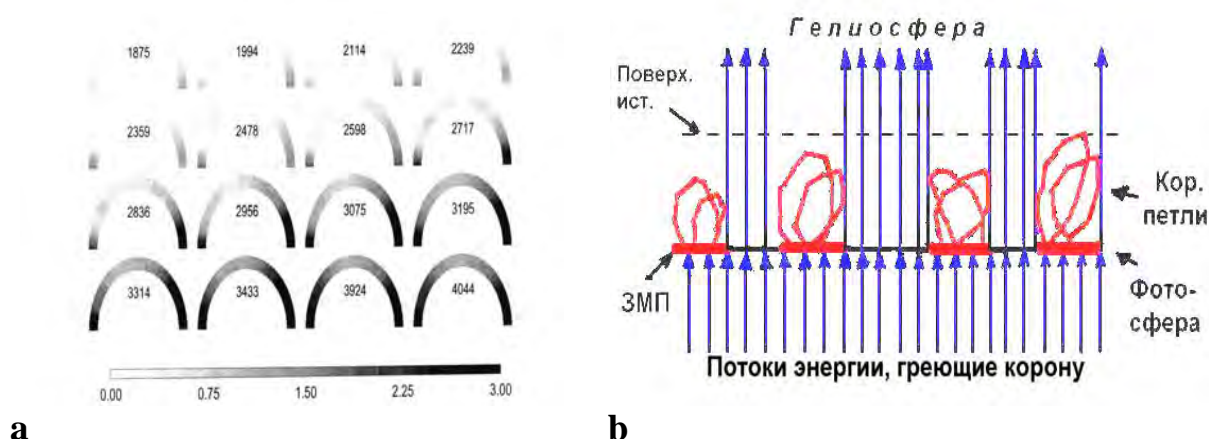 1875 1994 2114 2239
2359 2478 2598 2717
2836 2956 3075 3195
3314 3433 3924 4044
0.00 0.75 1.50 2.25 3.00
a
Гелиосфера
Поверх.
ист.
Кор.
петли
ЗМП
Фото-
сфера
Потоки энергии, греющие корону
b